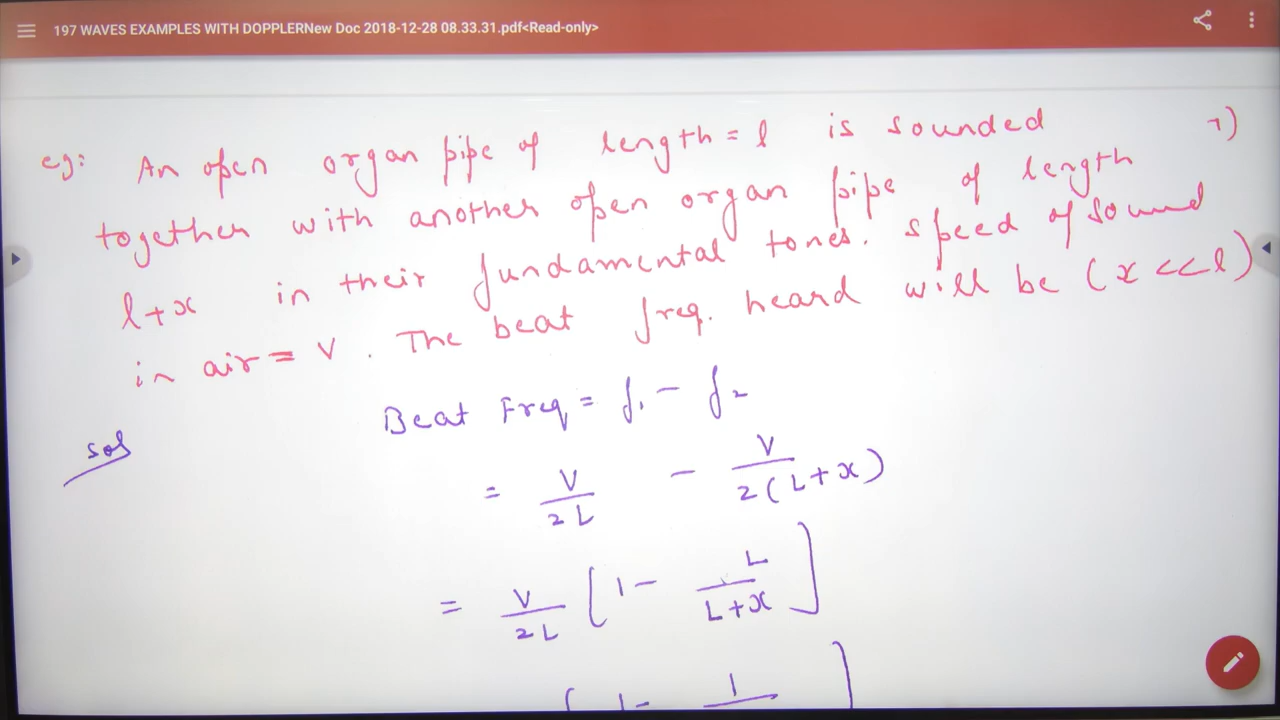 197 WAVES EXAMPLES WITH DOPPLERNew Doc 2018-12-28 08.33.31.pdf<Read-only>
eg: An open organ pipe of length = l is sounded 7)
together with another open organ pipe of length
l+x in their fundamental tones. speed of sound
in air = V. The beat freq. heard will be (x <<l)
Sol
Beat Freq = f1 - f2
= V/2L - V/2(L+x)
= V/2L [1 - L/L+x]
[1 - 1